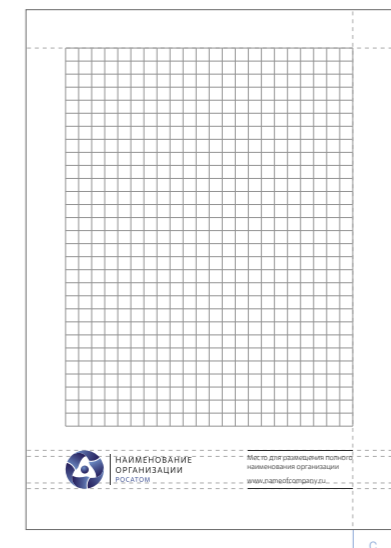 НАИМЕНОВАНИЕ
ОРГАНИЗАЦИИ
РОСАТОМ
Место для размещения полного
наименования организации
www.nameofcompany.ru
C